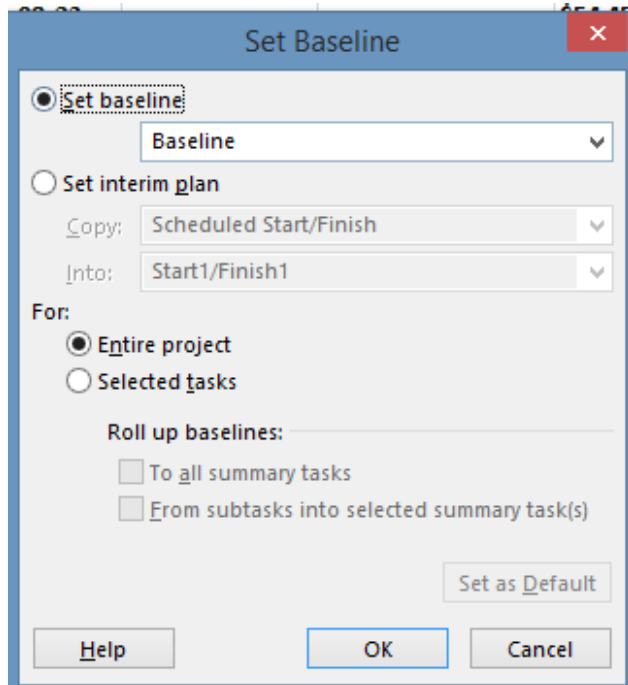 Set Baseline
Set baseline
Baseline
Set interim plan
Copy: Scheduled Start/Finish
Into: Start1/Finish1
For:
Entire project
Selected tasks
Roll up baselines:
To all summary tasks
From subtasks into selected summary task(s)
Set as Default
Help OK Cancel